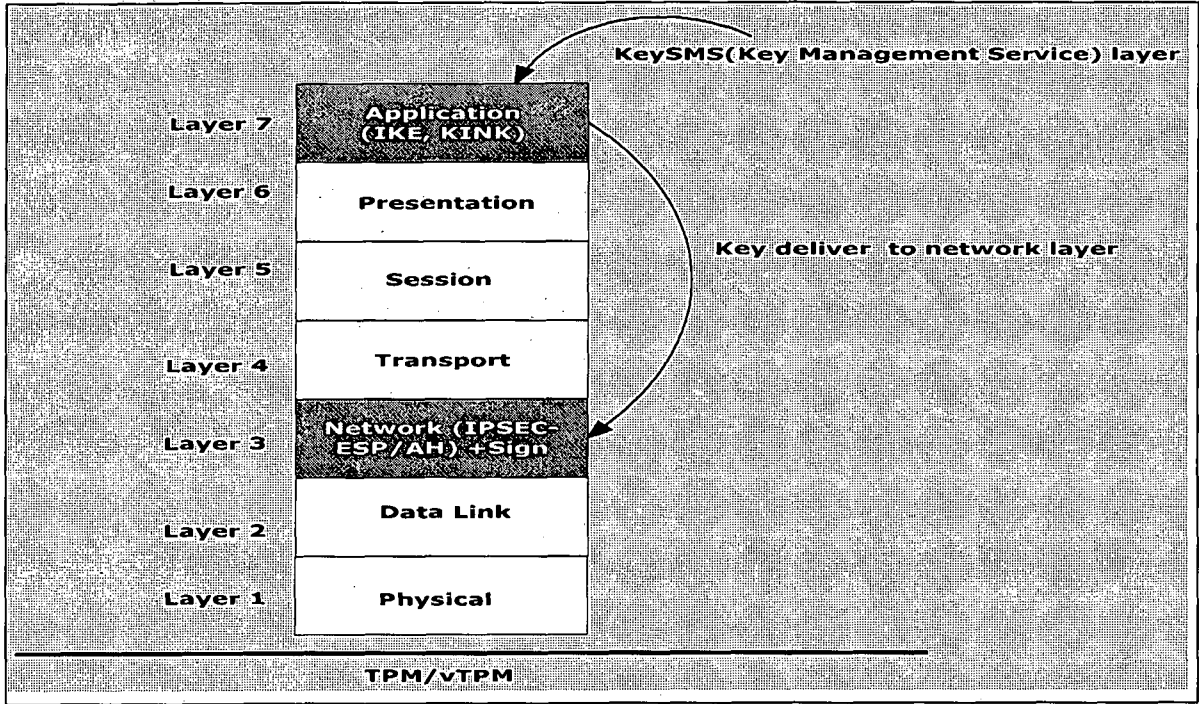 KeySMS(Key Management Service) layer
Layer 7
Application
(IKE, KINK)
Layer 6
Presentation
Key deliver to network layer
Layer 5
Session
Layer 4
Transport
Layer 3
Network (IPSEC-
ESP/AH) +Sign
Layer 2
Data Link
Layer 1
Physical
TPM/vTPM